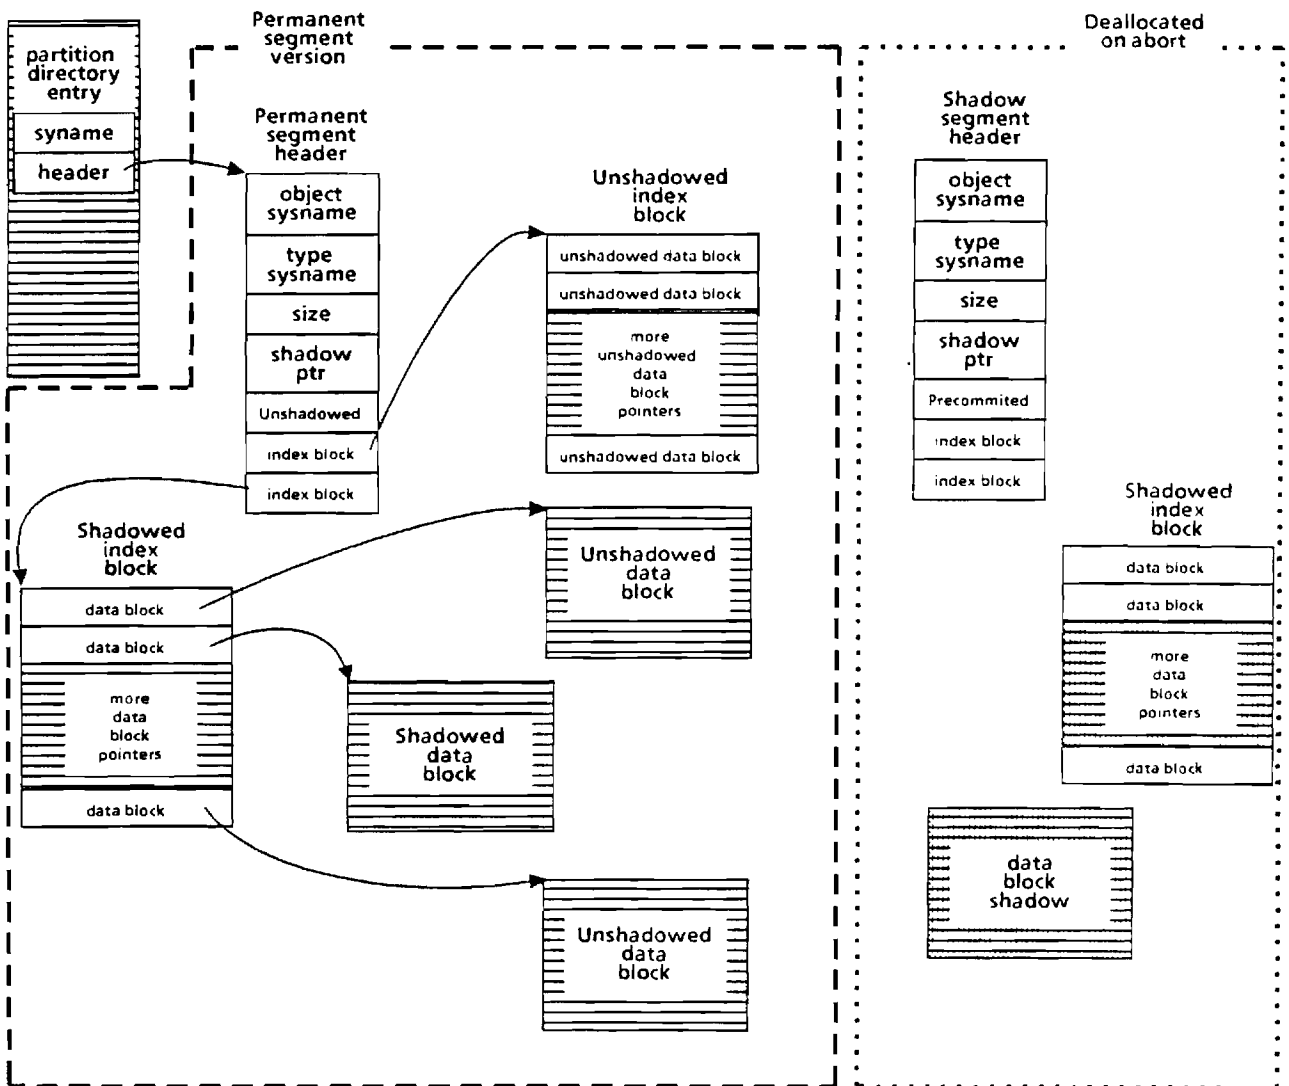 Permanent
segment
version
Deallocated
on abort
partition
directory
entry
syname
header
Permanent
segment
header
object
sysname
type
sysname
size
shadow
ptr
Unshadowed
index block
index block
Unshadowed
index
block
unshadowed data block
unshadowed data block
more
unshadowed
data
block
pointers
unshadowed data block
Shadowed
index
block
data block
data block
more
data
block
pointers
data block
Unshadowed
data
block
Shadowed
data
block
Unshadowed
data
block
Shadow
segment
header
object
sysname
type
sysname
size
shadow
ptr
Precommited
index block
index block
Shadowed
index
block
data block
data block
more
data
block
pointers
data block
data
block
shadow